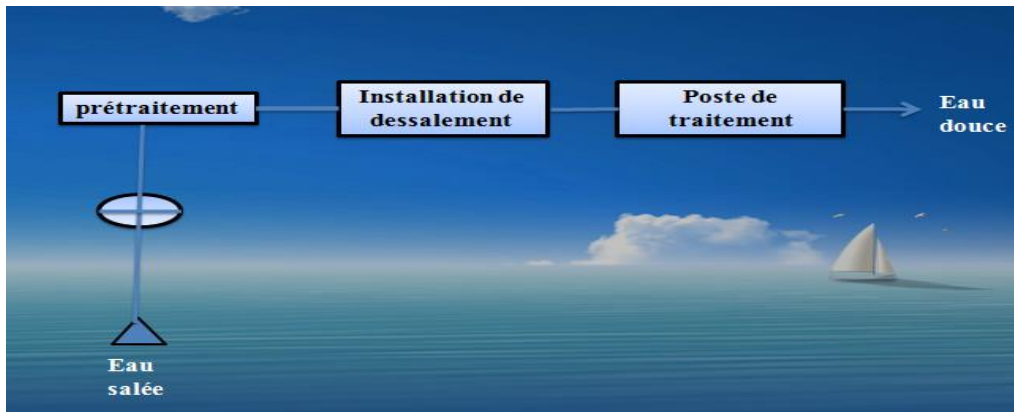 prétraitement
Installation de
dessalement
Poste de
traitement
Eau
douce
Eau
salée